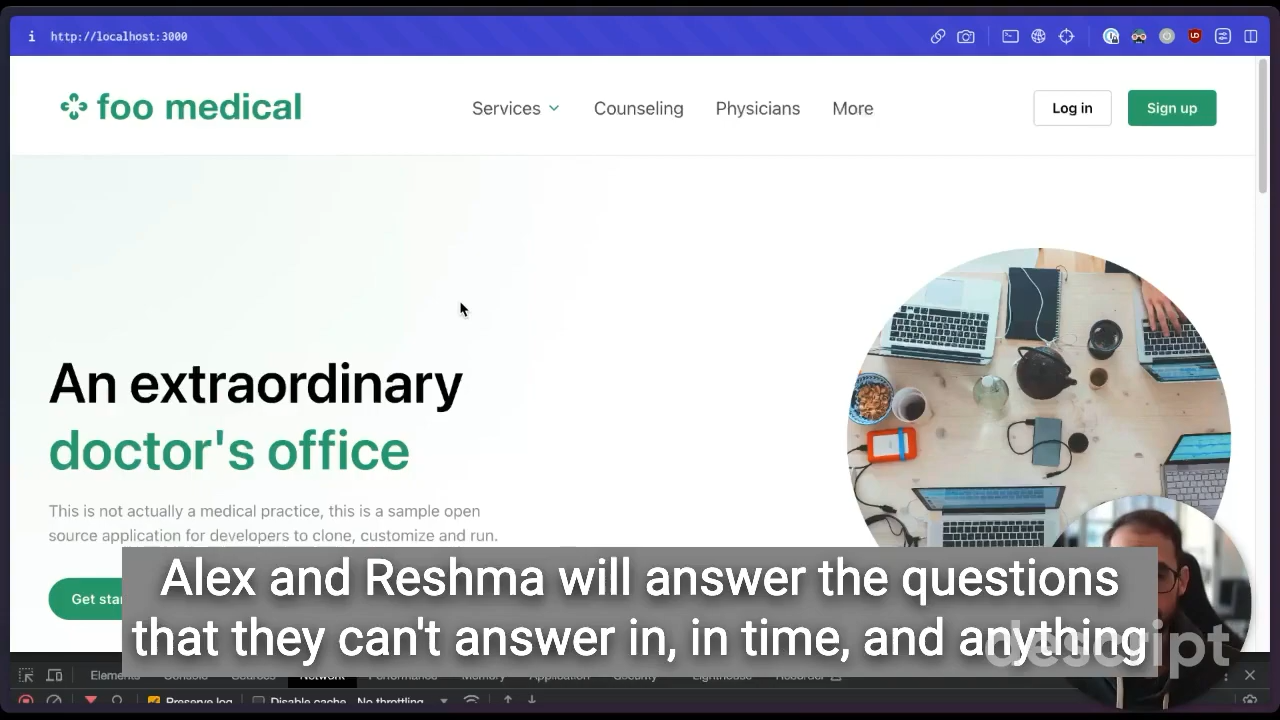 http://localhost:3000
foo medical
Services
Counseling
Physicians
More
Log in
Sign up
An extraordinary
doctor's office
This is not actually a medical practice, this is a sample open
source application for developers to clone, customize and run.
Get star
Alex and Reshma will answer the questions
that they can't answer in, in time, and anything
descript
Elements
Console
Sources
Network
Performance
Memory
Application
Security
Lighthouse
Recorder
Preserve log
Disable cache
No throttling